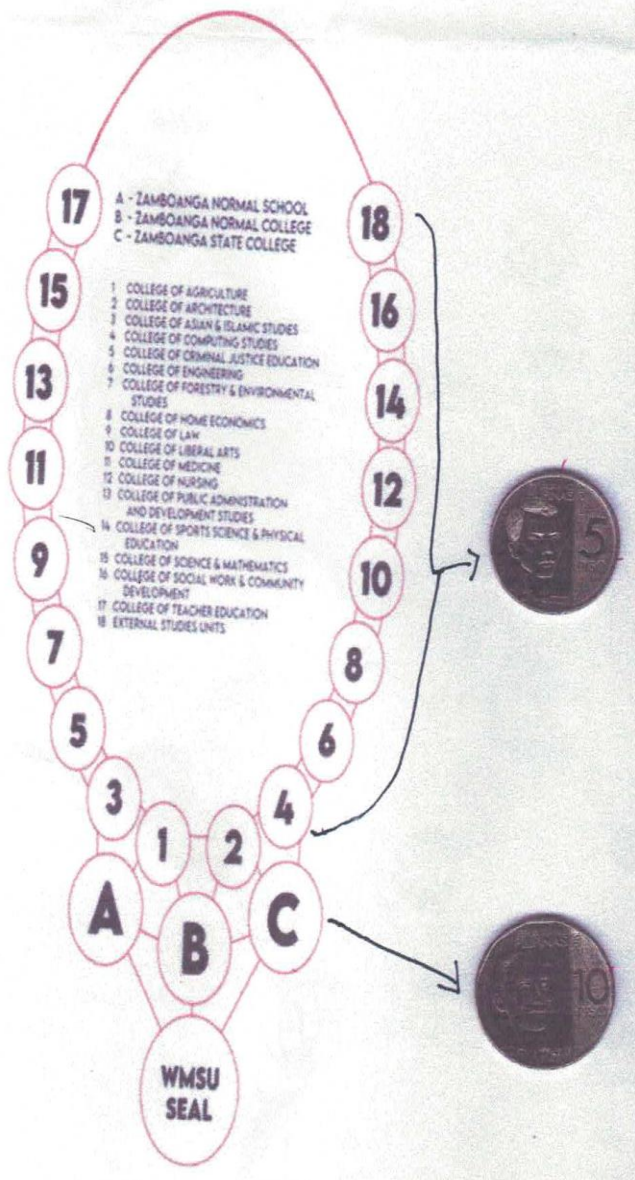 17
18
A - ZAMBOANGA NORMAL SCHOOL
B - ZAMBOANGA NORMAL COLLEGE
C - ZAMBOANGA STATE COLLEGE
15
16
13
14
11
12
9
10
7
8
5
6
3
4
1
2
1 COLLEGE OF AGRICULTURE
2 COLLEGE OF ARCHITECTURE
3 COLLEGE OF ASIAN & ISLAMIC STUDIES
4 COLLEGE OF COMPUTING STUDIES
5 COLLEGE OF CRIMINAL JUSTICE EDUCATION
6 COLLEGE OF ENGINEERING
7 COLLEGE OF FORESTRY & ENVIRONMENTAL
STUDIES
8 COLLEGE OF HOME ECONOMICS
9 COLLEGE OF LAW
10 COLLEGE OF LIBERAL ARTS
11 COLLEGE OF MEDICINE
12 COLLEGE OF NURSING
13 COLLEGE OF PUBLIC ADMINISTRATION
AND DEVELOPMENT STUDIES
14 COLLEGE OF SPORTS SCIENCE & PHYSICAL
EDUCATION
15 COLLEGE OF SCIENCE & MATHEMATICS
16 COLLEGE OF SOCIAL WORK & COMMUNITY
DEVELOPMENT
17 COLLEGE OF TEACHER EDUCATION
18 EXTERNAL STUDIES UNITS
A
B
C
WMSU
SEAL
5
10